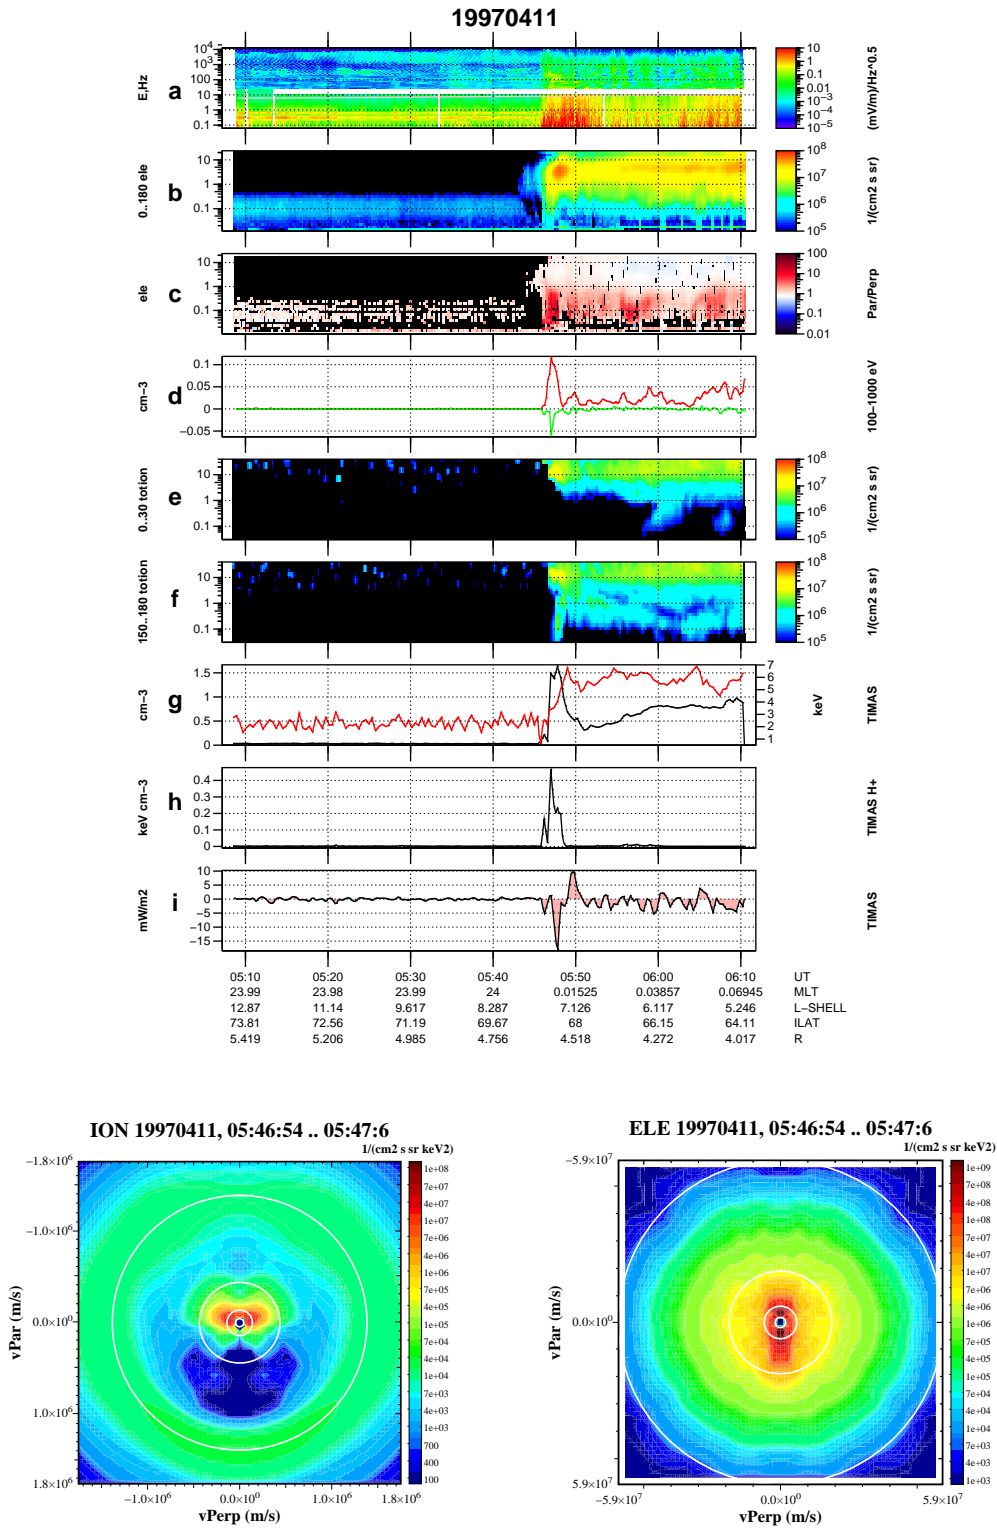 19970411
E,Hz
a
10^4
10^3
100
10
1
0.1
10
1
0.1
0.01
10^−3
10^−4
10^−5
(mV/m)/Hz^0.5
0..180 ele
b
10
1
0.1
10^8
10^7
10^6
10^5
1/(cm2 s sr)
ele
c
10
1
0.1
100
10
1
0.1
0.01
Par/Perp
cm−3
d
0.1
0.05
0
−0.05
100−1000 eV
0..30 totion
e
10
1
0.1
10^8
10^7
10^6
10^5
1/(cm2 s sr)
150..180 totion
f
10
1
0.1
10^8
10^7
10^6
10^5
1/(cm2 s sr)
cm−3
g
1.5
1
0.5
0
7
6
5
4
3
2
1
keV
TIMAS
keV cm−3
h
0.4
0.3
0.2
0.1
0
TIMAS H+
mW/m2
i
10
5
0
−5
−10
−15
TIMAS
05:10 05:20 05:30 05:40 05:50 06:00 06:10 UT
23.99 23.98 23.99 24 0.01525 0.03857 0.06945 MLT
12.87 11.14 9.617 8.287 7.126 6.117 5.246 L−SHELL
73.81 72.56 71.19 69.67 68 66.15 64.11 ILAT
5.419 5.206 4.985 4.756 4.518 4.272 4.017 R
ION 19970411, 05:46:54 .. 05:47:6
1/(cm2 s sr keV2)
−1.8×10^6
−1.0×10^6
0.0×10^0
1.0×10^6
1.8×10^6
vPar (m/s)
−1.0×10^6 0.0×10^0 1.0×10^6 1.8×10^6
vPerp (m/s)
1e+08
7e+07
4e+07
1e+07
7e+06
4e+06
1e+06
7e+05
4e+05
1e+05
7e+04
4e+04
1e+04
7e+03
4e+03
1e+03
700
400
100
ELE 19970411, 05:46:54 .. 05:47:6
1/(cm2 s sr keV2)
−5.9×10^7
0.0×10^0
5.9×10^7
vPar (m/s)
−5.9×10^7 0.0×10^0 5.9×10^7
vPerp (m/s)
1e+09
7e+08
4e+08
1e+08
7e+07
4e+07
1e+07
7e+06
4e+06
1e+06
7e+05
4e+05
1e+05
7e+04
4e+04
1e+04
7e+03
4e+03
1e+03